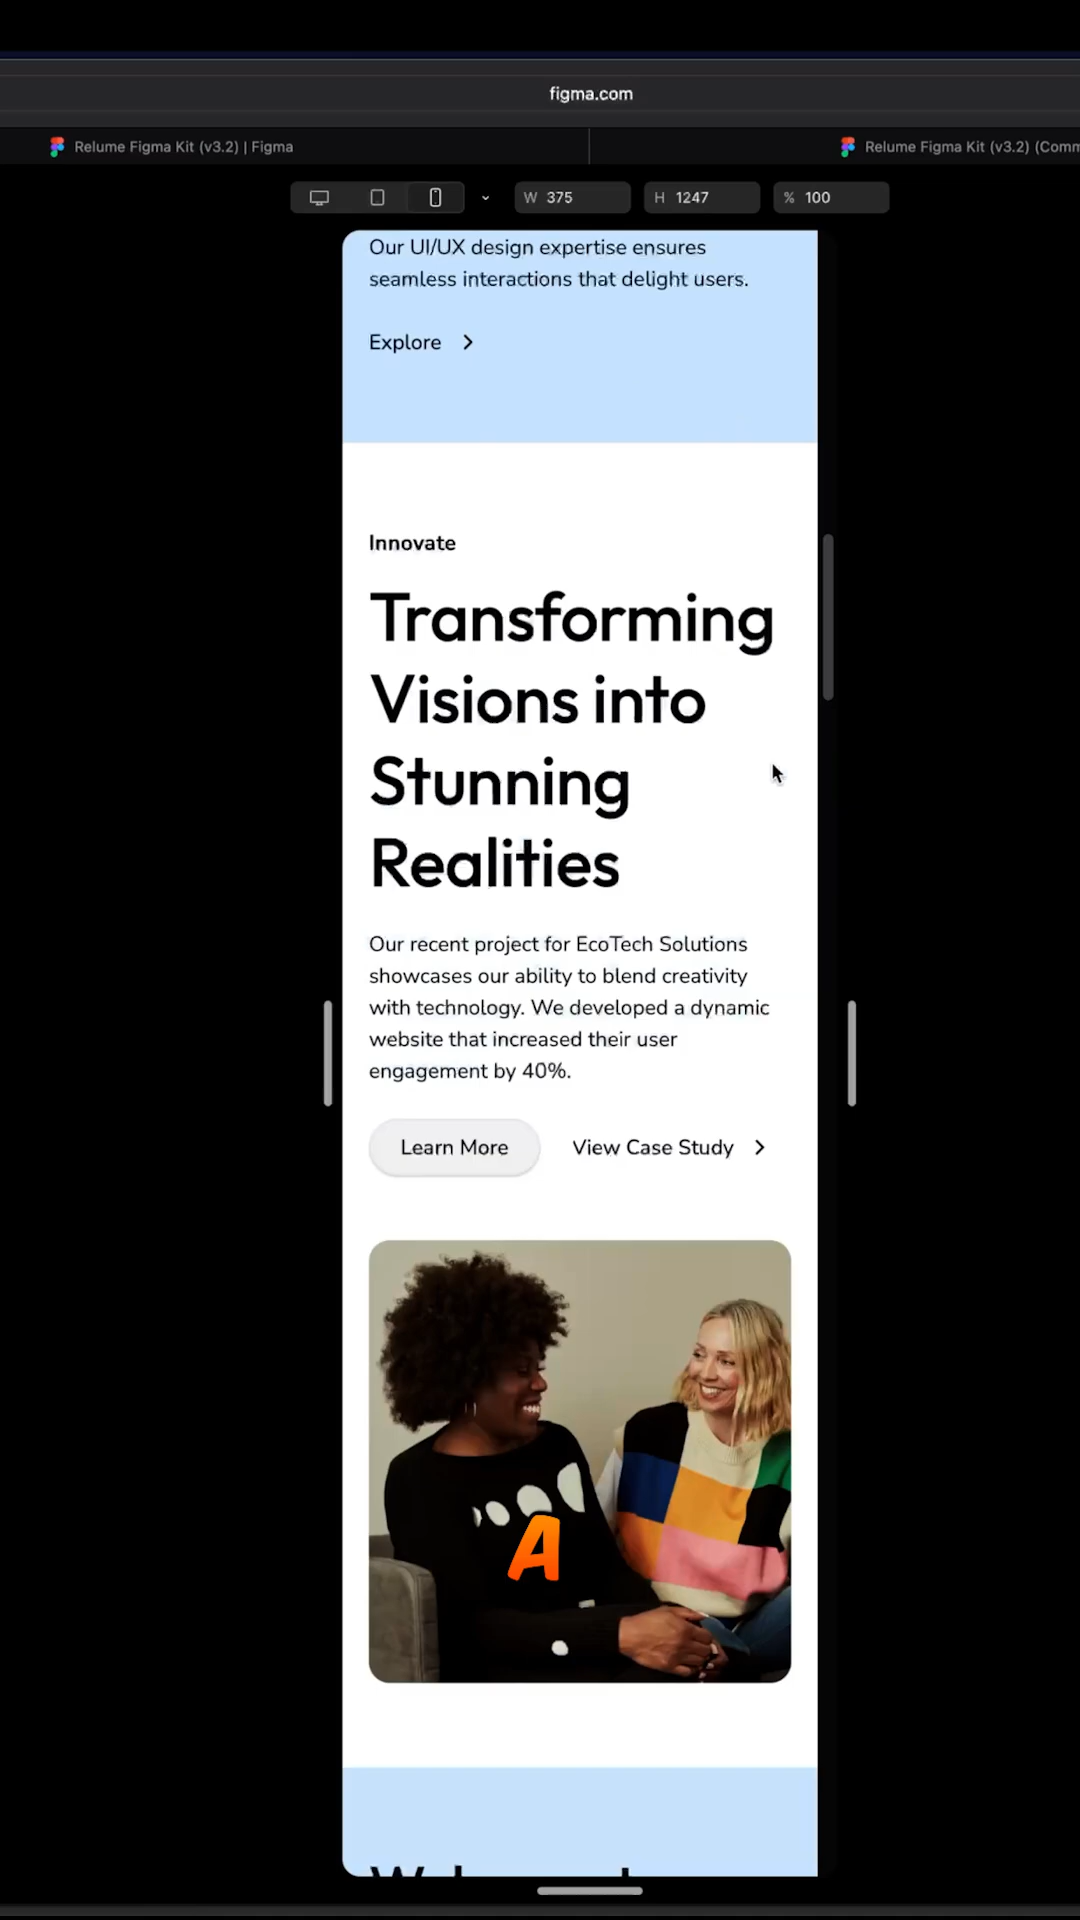 figma.com
Relume Figma Kit (v3.2) | Figma
Relume Figma Kit (v3.2) (Comm
W 375
H 1247
% 100
Our UI/UX design expertise ensures
seamless interactions that delight users.
Explore
Innovate
Transforming
Visions into
Stunning
Realities
Our recent project for EcoTech Solutions
showcases our ability to blend creativity
with technology. We developed a dynamic
website that increased their user
engagement by 40%.
Learn More
View Case Study
A